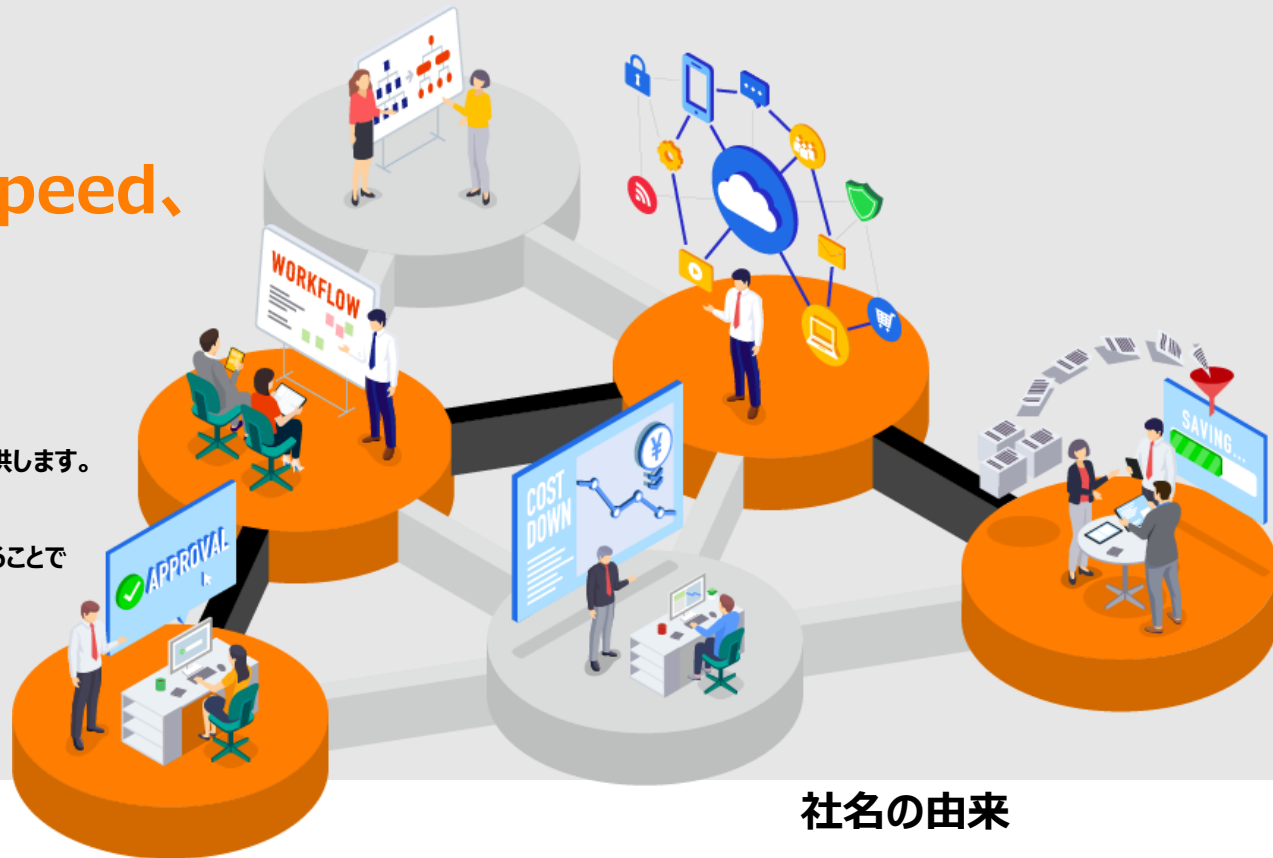 peed、
WORKFLOW
供します。
ることで
COST
DOWN
¥
SAVING...
APPROVAL
社名の由来